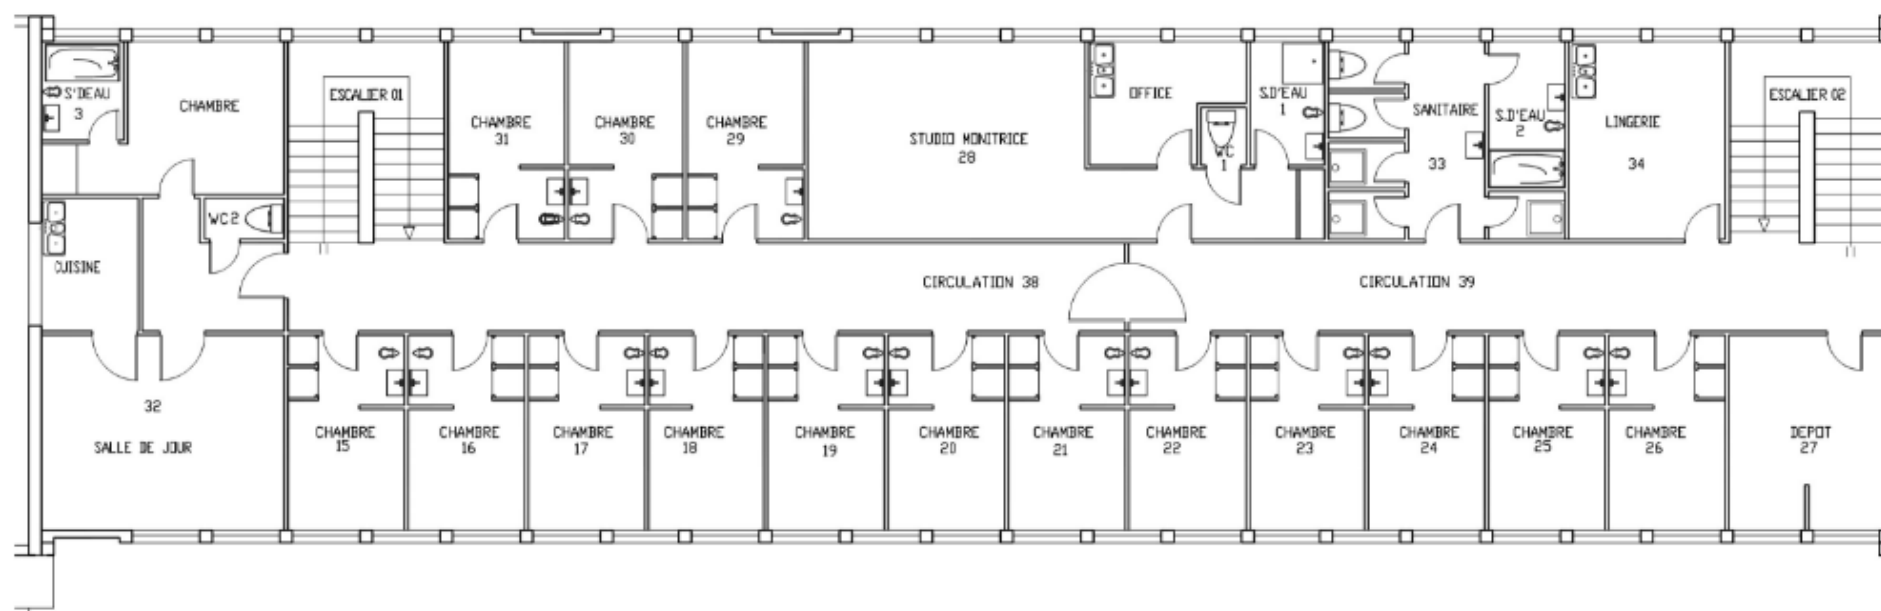 S'DEAU
3
CHAMBRE
ESCALIER 01
CHAMBRE
31
CHAMBRE
30
CHAMBRE
29
STUDIO MONITRICE
28
OFFICE
WC
1
S.D'EAU
1
SANITAIRE
33
S.D'EAU
2
LINGERIE
34
ESCALIER 02
WC 2
CUISINE
CIRCULATION 38
CIRCULATION 39
32
SALLE DE JOUR
CHAMBRE
15
CHAMBRE
16
CHAMBRE
17
CHAMBRE
18
CHAMBRE
19
CHAMBRE
20
CHAMBRE
21
CHAMBRE
22
CHAMBRE
23
CHAMBRE
24
CHAMBRE
25
CHAMBRE
26
DEPOT
27